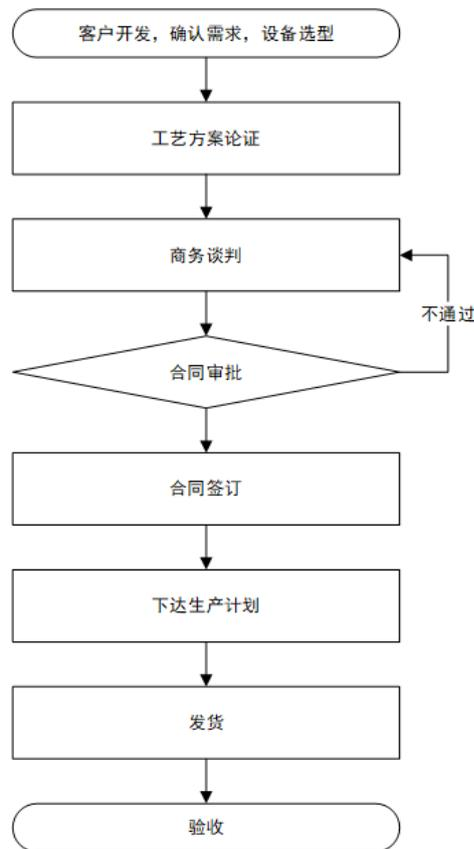 客户开发，确认需求，设备选型
工艺方案论证
商务谈判
不通过
合同审批
合同签订
下达生产计划
发货
验收